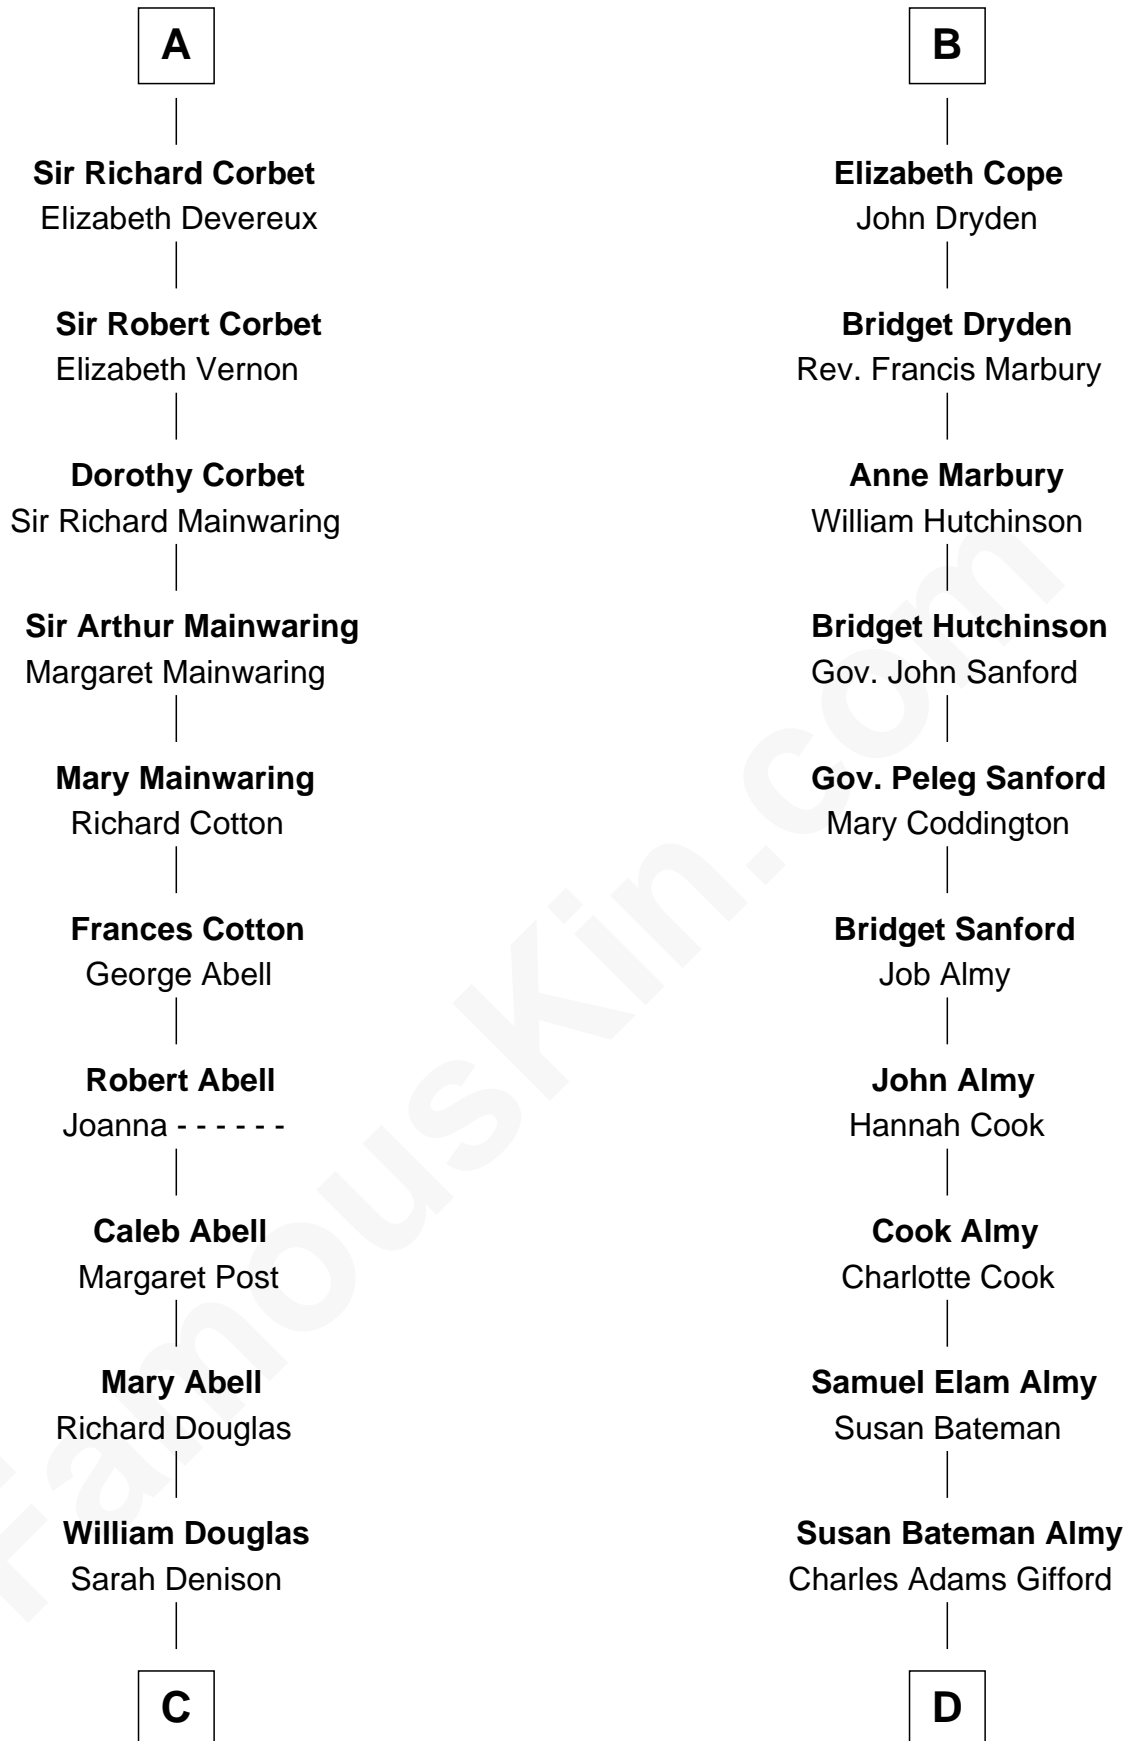 A
Sir Richard Corbet
Elizabeth Devereux
Sir Robert Corbet
Elizabeth Vernon
Dorothy Corbet
Sir Richard Mainwaring
Sir Arthur Mainwaring
Margaret Mainwaring
Mary Mainwaring
Richard Cotton
Frances Cotton
George Abell
Robert Abell
Joanna - - - - - -
Caleb Abell
Margaret Post
Mary Abell
Richard Douglas
William Douglas
Sarah Denison
C
B
Elizabeth Cope
John Dryden
Bridget Dryden
Rev. Francis Marbury
Anne Marbury
William Hutchinson
Bridget Hutchinson
Gov. John Sanford
Gov. Peleg Sanford
Mary Coddington
Bridget Sanford
Job Almy
John Almy
Hannah Cook
Cook Almy
Charlotte Cook
Samuel Elam Almy
Susan Bateman
Susan Bateman Almy
Charles Adams Gifford
D
FamousKin.com